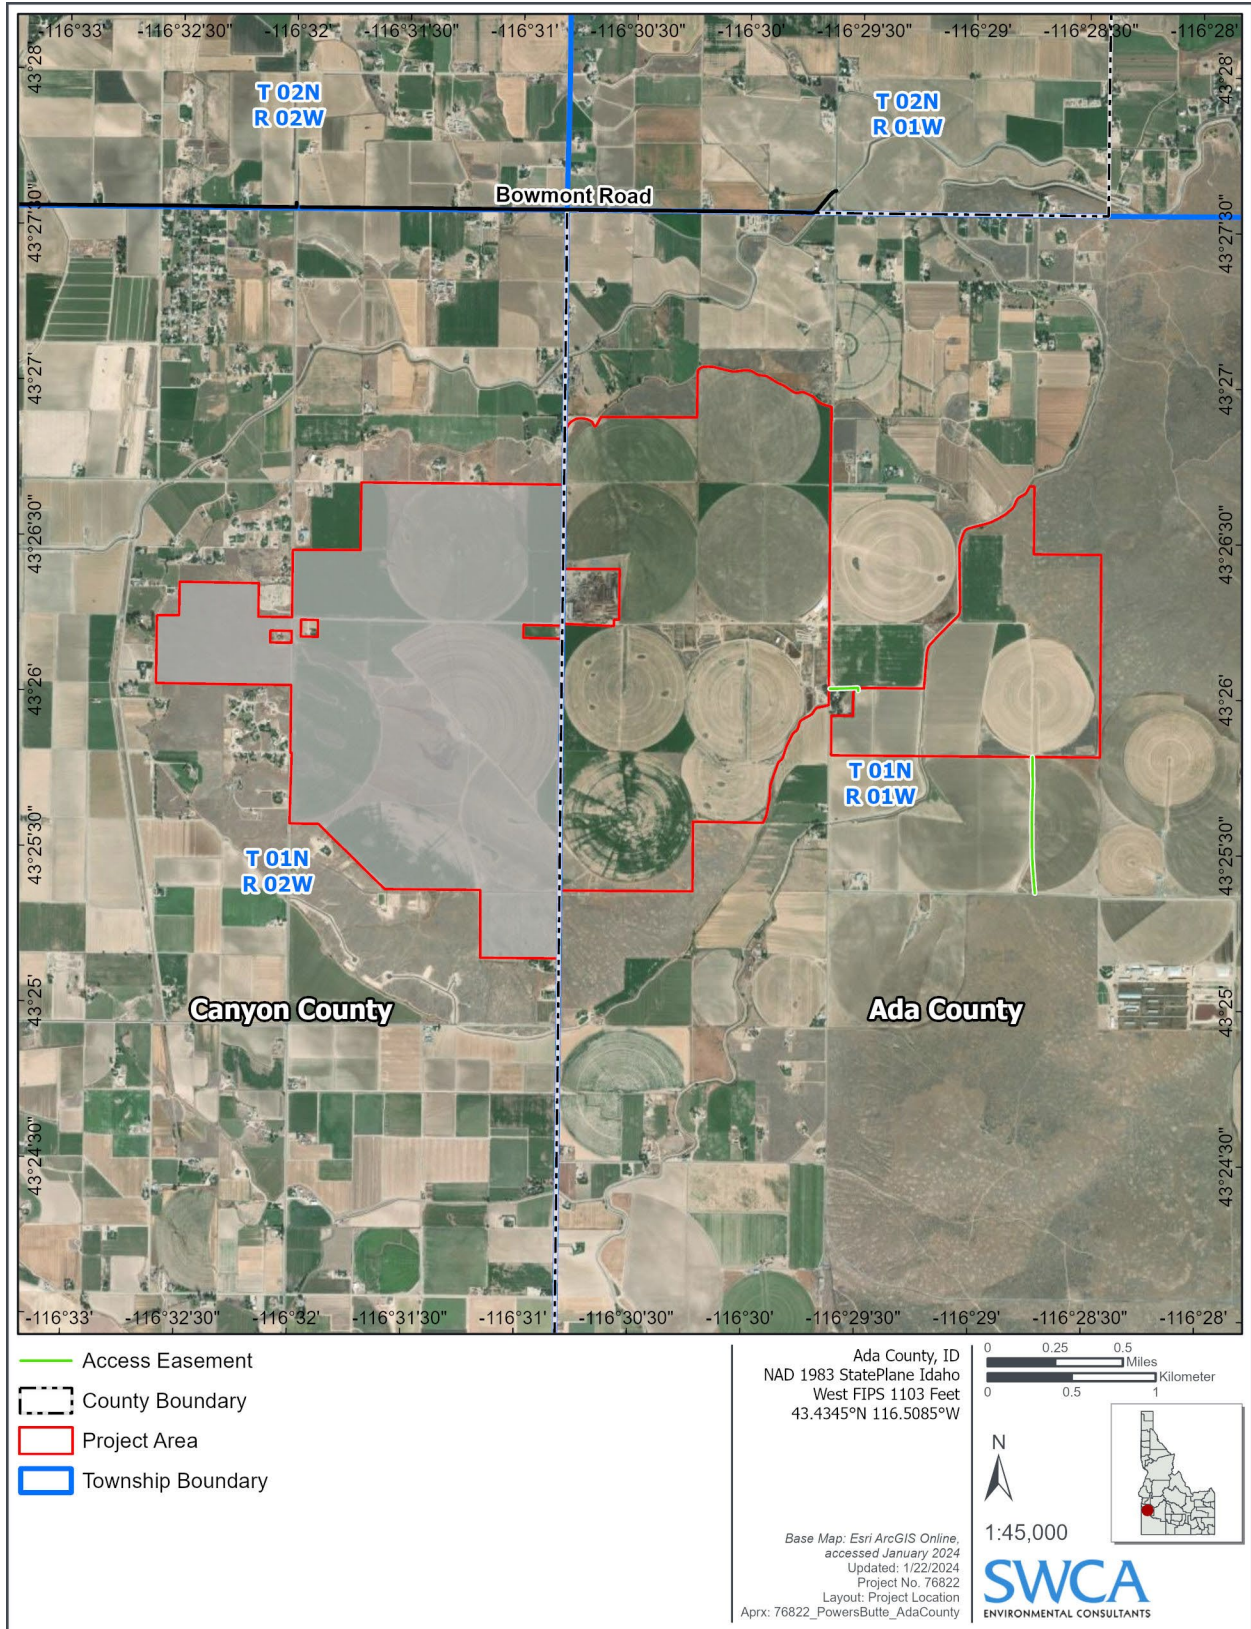 -116°33' -116°32'30" -116°32' -116°31'30" -116°31' -116°30'30" -116°30' -116°29'30" -116°29' -116°28'30" -116°28'
43°28'
43°28'
T 02N
R 02W
T 02N
R 01W
Bowmont Road
43°27'30"
43°27'30"
43°27'
43°27'
43°26'30"
43°26'30"
43°26'
43°26'
T 01N
R 01W
43°25'30"
43°25'30"
T 01N
R 02W
Canyon County
Ada County
43°25'
43°25'
43°24'30"
43°24'30"
-116°33' -116°32'30" -116°32' -116°31'30" -116°31' -116°30'30" -116°30' -116°29'30" -116°29' -116°28'30" -116°28'
Access Easement
County Boundary
Project Area
Township Boundary
Ada County, ID
NAD 1983 StatePlane Idaho
West FIPS 1103 Feet
43.4345°N 116.5085°W
Base Map: Esri ArcGIS Online,
accessed January 2024
Updated: 1/22/2024
Project No. 76822
Layout: Project Location
Aprx: 76822_PowersButte_AdaCounty
0 0.25 0.5
Miles
Kilometer
0 0.5 1
N
1:45,000
SWCA
ENVIRONMENTAL CONSULTANTS